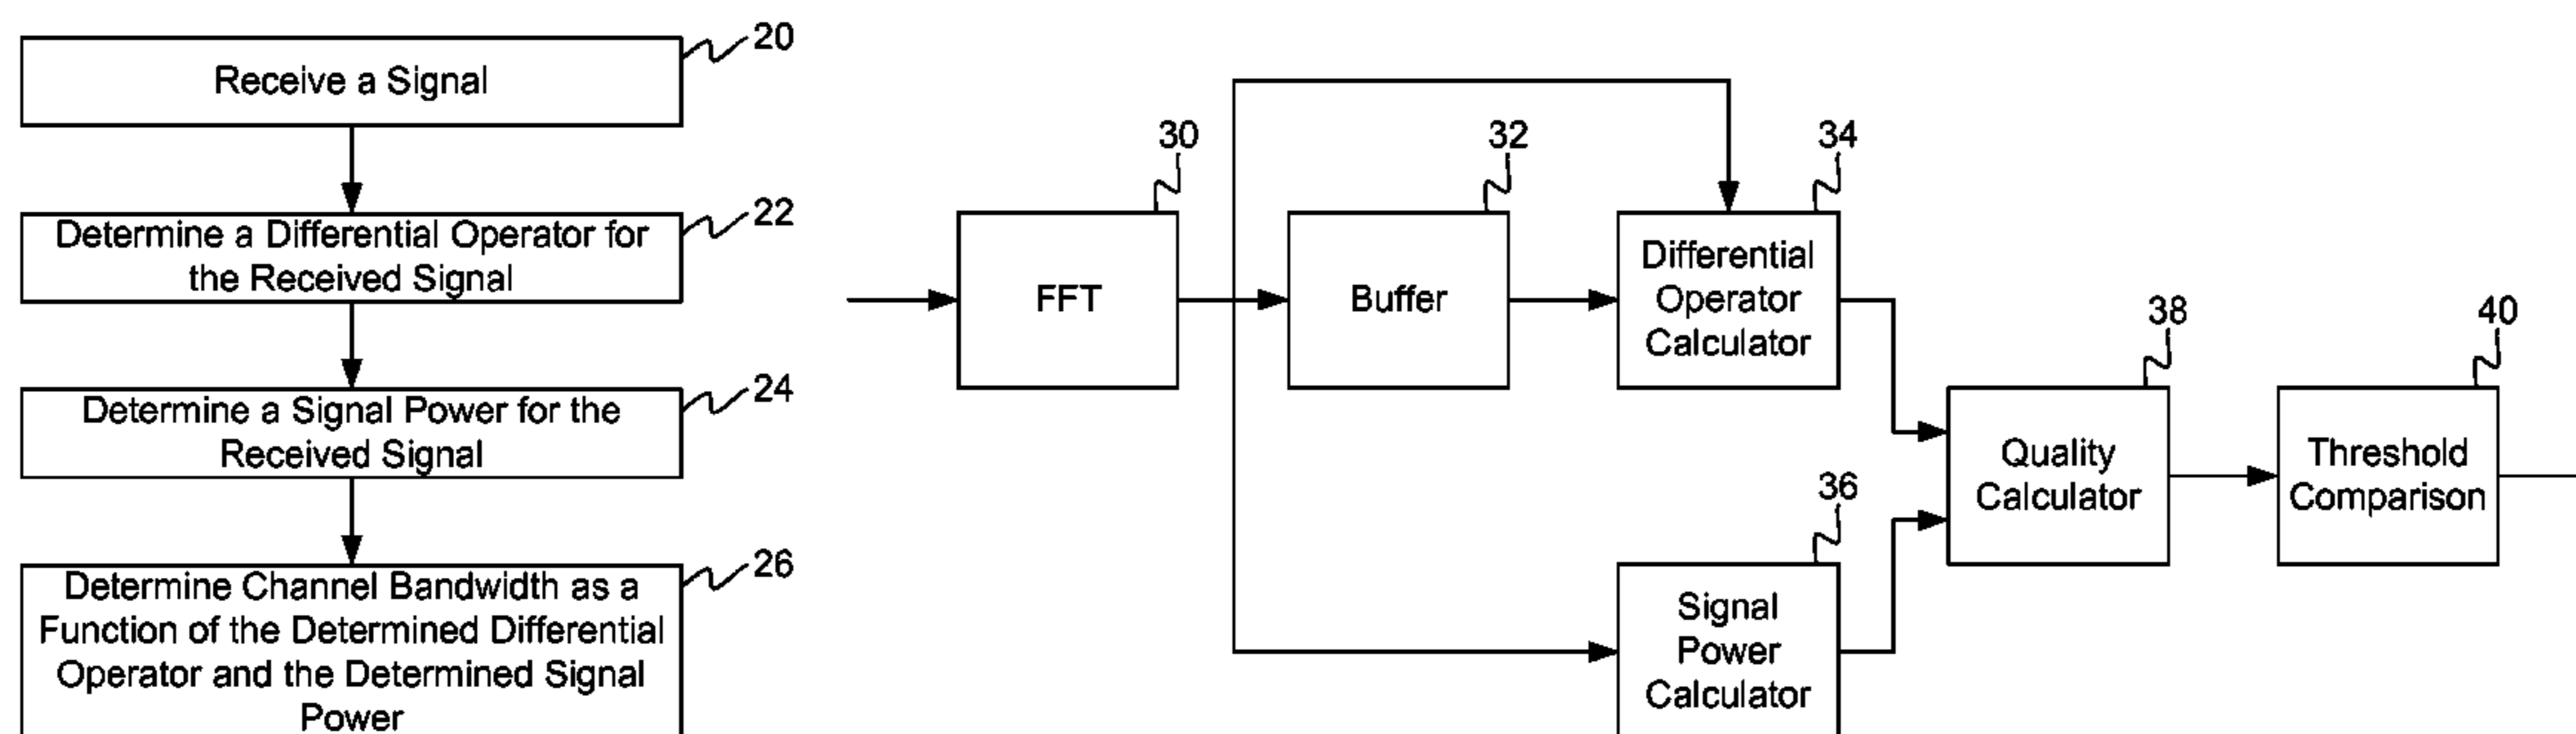 20
Receive a Signal
22
Determine a Differential Operator for
the Received Signal
24
Determine a Signal Power for the
Received Signal
26
Determine Channel Bandwidth as a
Function of the Determined Differential
Operator and the Determined Signal
Power
30
FFT
32
Buffer
34
Differential
Operator
Calculator
36
Signal
Power
Calculator
38
Quality
Calculator
40
Threshold
Comparison